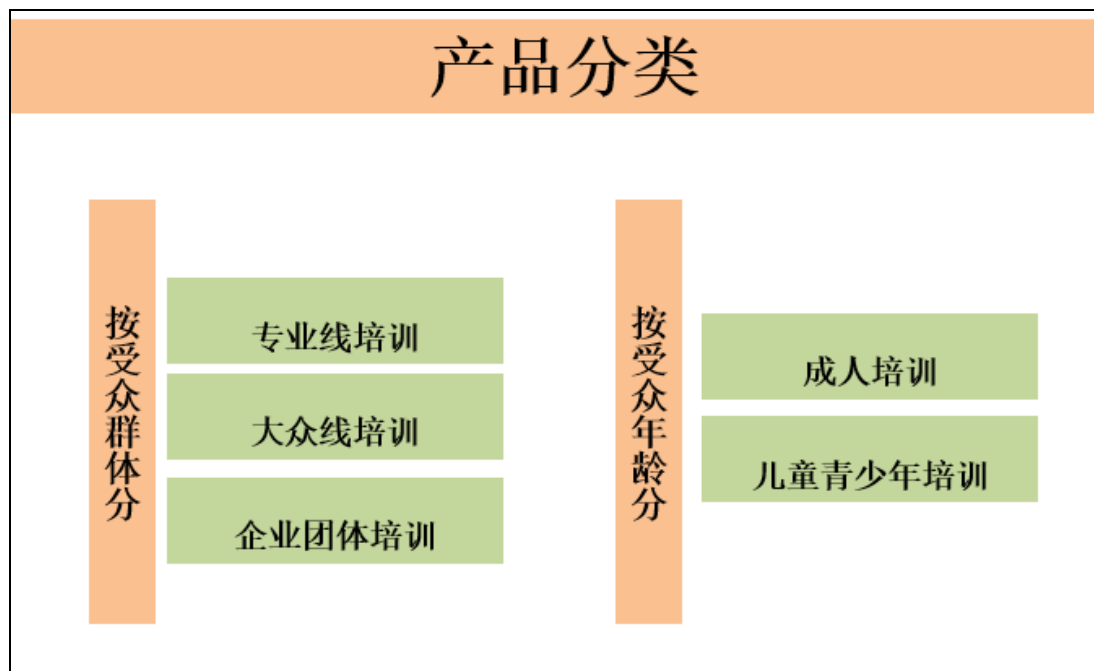 产品分类
按受众群体分
专业线培训
大众线培训
企业团体培训
按受众年龄分
成人培训
儿童青少年培训